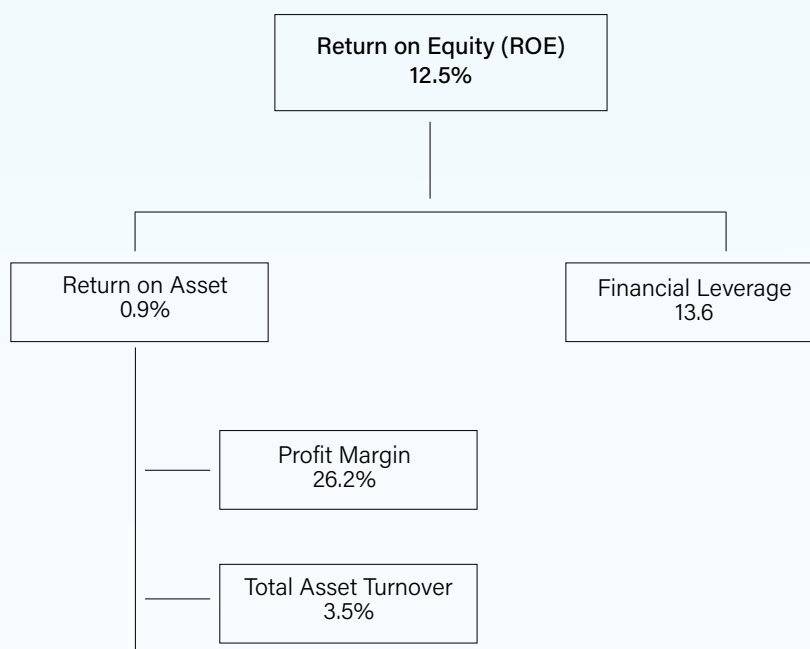 Return on Equity (ROE)
12.5%
Return on Asset
0.9%
Financial Leverage
13.6
Profit Margin
26.2%
Total Asset Turnover
3.5%